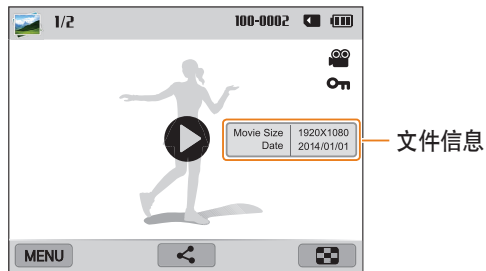 1/2 100-0002
Movie Size 1920X1080
Date 2014/01/01
文件信息
MENU